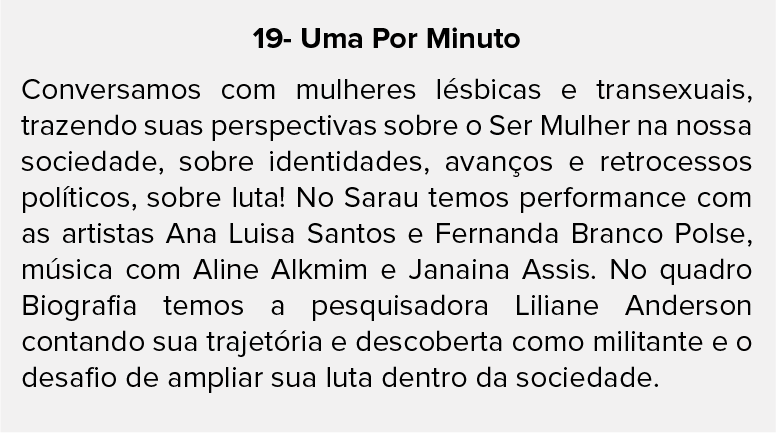 19- Uma Por Minuto
Conversamos com mulheres lésbicas e transexuais,
trazendo suas perspectivas sobre o Ser Mulher na nossa
sociedade, sobre identidades, avanços e retrocessos
políticos, sobre luta! No Sarau temos performance com
as artistas Ana Luisa Santos e Fernanda Branco Polse,
música com Aline Alkmim e Janaina Assis. No quadro
Biografia temos a pesquisadora Liliane Anderson
contando sua trajetória e descoberta como militante e o
desafio de ampliar sua luta dentro da sociedade.